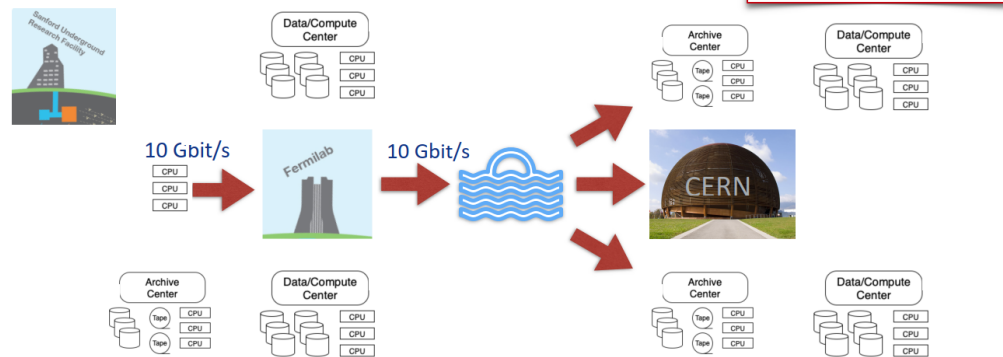 Sanford Underground
Research Facility
Data/Compute
Center
CPU
CPU
CPU
Archive
Center
Tape
Tape
CPU
CPU
CPU
Data/Compute
Center
CPU
CPU
CPU
10 Gbit/s
CPU
CPU
CPU
Fermilab
10 Gbit/s
CERN
Archive
Center
Tape
Tape
CPU
CPU
CPU
Data/Compute
Center
CPU
CPU
CPU
Archive
Center
Tape
Tape
CPU
CPU
CPU
Data/Compute
Center
CPU
CPU
CPU